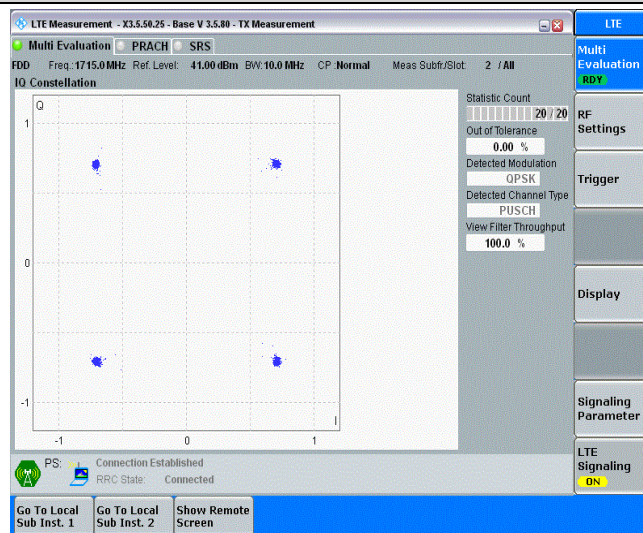 LTE Measurement - X3.5.50.25 - Base V 3.5.80 - TX Measurement
LTE
Multi Evaluation PRACH SRS
Multi
Evaluation
RDY
FDD Freq.:1715.0 MHz Ref. Level: 41.00 dBm BW:10.0 MHz CP :Normal Meas Subfr./Slot: 2 / All
IQ Constellation
Q
1
0
-1
-1 0 1
I
Statistic Count
20 / 20
Out of Tolerance
0.00 %
Detected Modulation
QPSK
Detected Channel Type
PUSCH
View Filter Throughput
100.0 %
RF
Settings
Trigger
Display
Signaling
Parameter
LTE
Signaling
ON
PS: Connection Established
RRC State: Connected
Go To Local
Sub Inst. 1
Go To Local
Sub Inst. 2
Show Remote
Screen